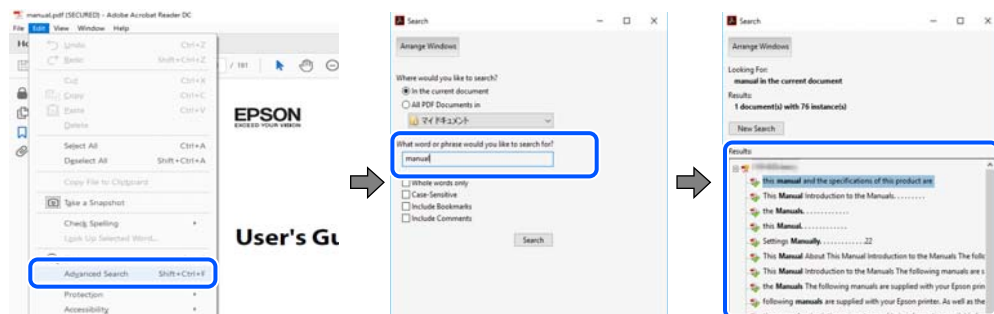 manual.pdf (SECURED) - Adobe Acrobat Reader DC
File Edit View Window Help
Undo Ctrl+Z
Redo Shift+Ctrl+Z
Cut Ctrl+X
Copy Ctrl+C
Paste Ctrl+V
Delete
Select All Ctrl+A
Deselect All Shift+Ctrl+A
Copy File to Clipboard
Take a Snapshot
Check Spelling
Look Up Selected Word...
Advanced Search Shift+Ctrl+F
Protection
Accessibility
/ 181
EPSON
EXCEED YOUR VISION
User's Gu
Search
Arrange Windows
Where would you like to search?
In the current document
All PDF Documents in
マイ ドキュメント
What word or phrase would you like to search for?
manual
Whole words only
Case-Sensitive
Include Bookmarks
Include Comments
Search
Search
Arrange Windows
Looking For:
manual in the current document
Results:
1 document(s) with 76 instance(s)
New Search
Results:
this manual and the specifications of this product are
This Manual Introduction to the Manuals. . . . . . . .
the Manuals. . . . . . . . . . . .
this Manual. . . . . . . . . . . .
Settings Manually. . . . . . . . . . . .22
This Manual About This Manual Introduction to the Manuals The follo
This Manual Introduction to the Manuals The following manuals are s
the Manuals The following manuals are supplied with your Epson prin
following manuals are supplied with your Epson printer. As well as the